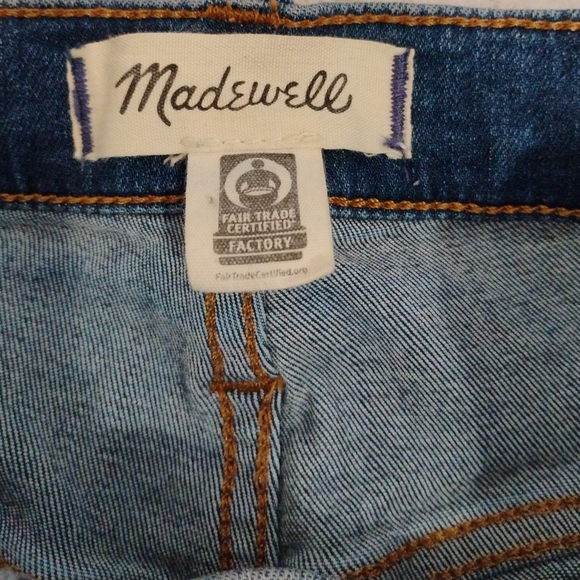 Madewell
FAIR TRADE
CERTIFIED
FACTORY
FairTradeCertified.org